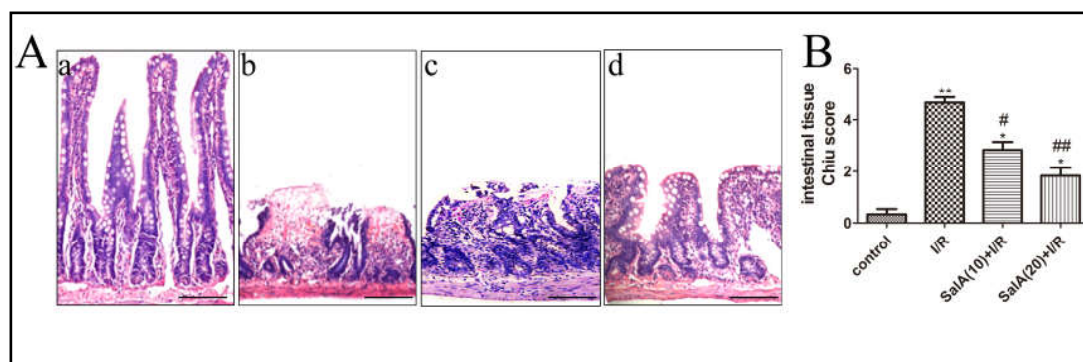 A
a
b
c
d
B
intestinal tissue
Chiu score
6
4
2
0
**
#
*
##
*
control
I/R
SalA(10)+I/R
SalA(20)+I/R